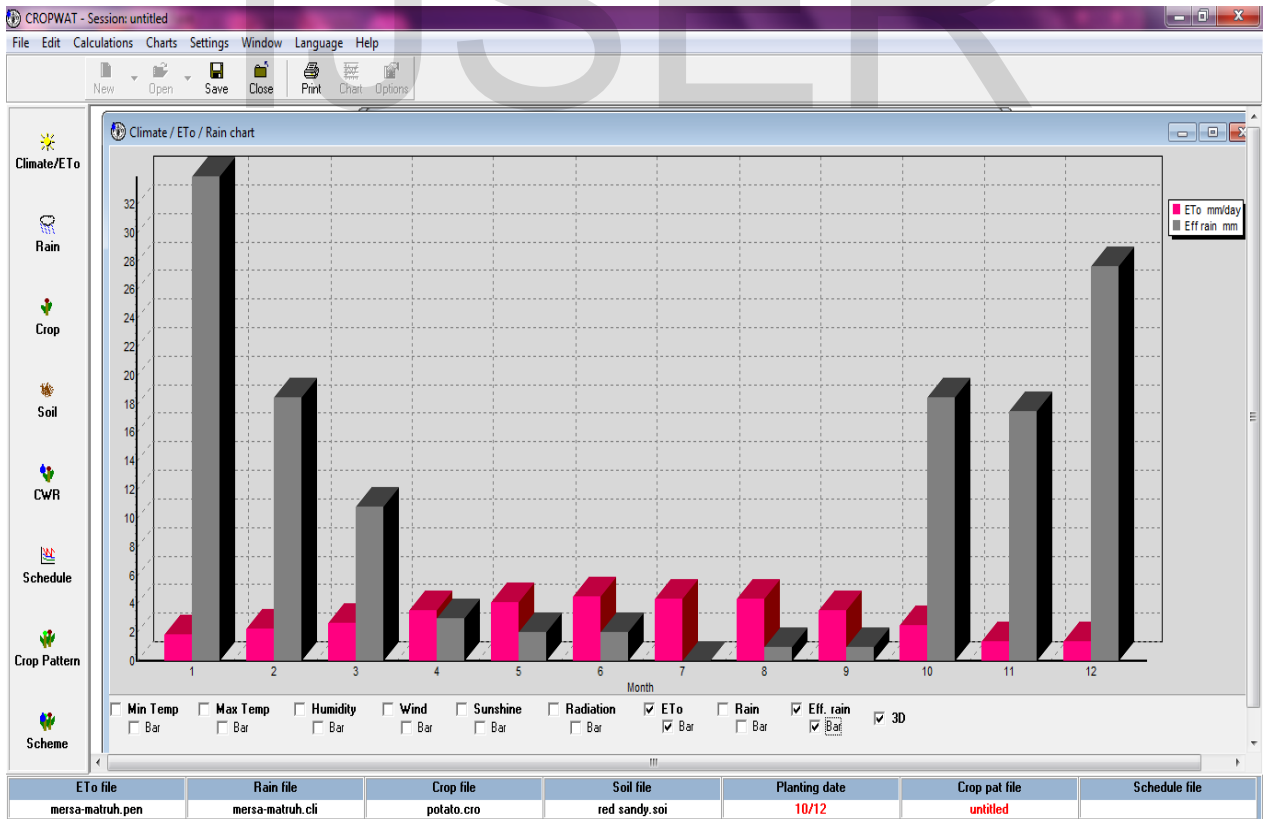 CROPWAT - Session: untitled
File Edit Calculations Charts Settings Window Language Help
New Open Save Close Print Chart Options
IJSER
Climate/ETo
Rain
Crop
Soil
CWR
Schedule
Crop Pattern
Scheme
Climate / ETo / Rain chart
ETo mm/day
Eff rain mm
32
30
28
26
24
22
20
18
16
14
12
10
8
6
4
2
0
1 2 3 4 5 6 7 8 9 10 11 12
Month
Min Temp Max Temp Humidity Wind Sunshine Radiation ETo Rain Eff. rain 3D
Bar Bar Bar Bar Bar Bar Bar Bar Bar
ETo file Rain file Crop file Soil file Planting date Crop pat file Schedule file
mersa-matruh.pen mersa-matruh.cli potato.cro red sandy.soi 10/12 untitled